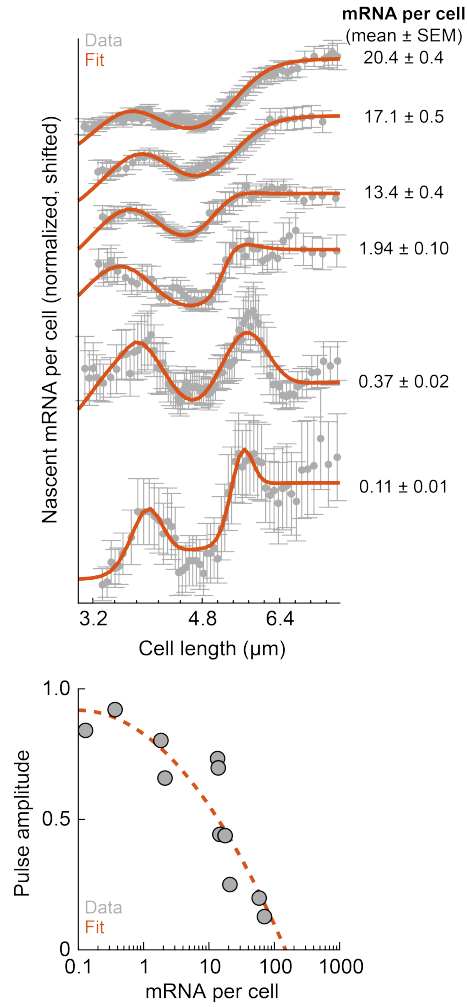 mRNA per cell
(mean ± SEM)
Data
Fit
20.4 ± 0.4
17.1 ± 0.5
13.4 ± 0.4
1.94 ± 0.10
0.37 ± 0.02
0.11 ± 0.01
Nascent mRNA per cell (normalized, shifted)
3.2 4.8 6.4
Cell length (µm)
1.0
0.5
0
Pulse amplitude
Data
Fit
0.1 1 10 100 1000
mRNA per cell